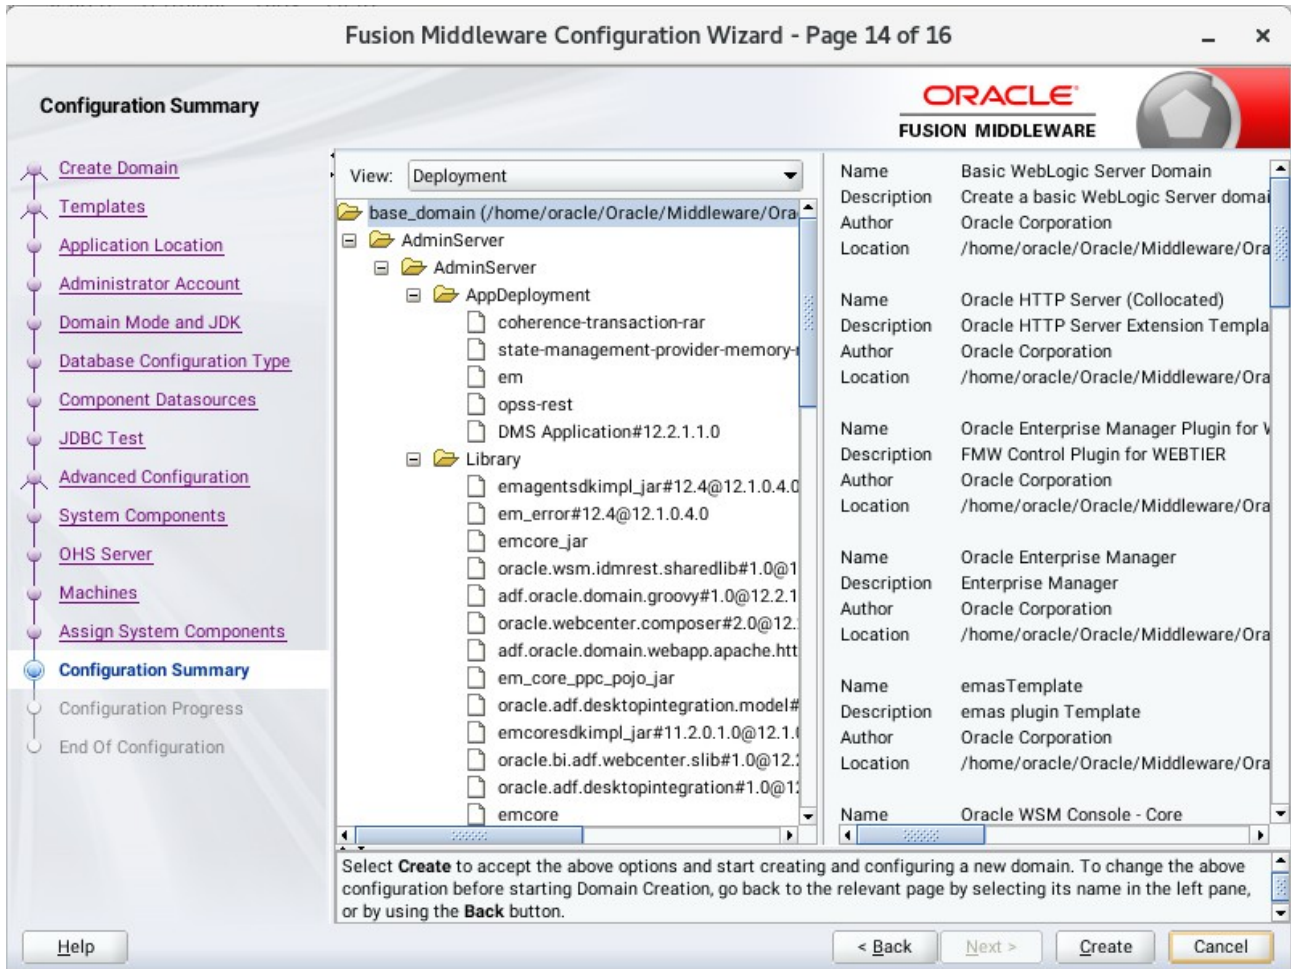 Fusion Middleware Configuration Wizard - Page 14 of 16
Configuration Summary
ORACLE
FUSION MIDDLEWARE
Create Domain
Templates
Application Location
Administrator Account
Domain Mode and JDK
Database Configuration Type
Component Datasources
JDBC Test
Advanced Configuration
System Components
OHS Server
Machines
Assign System Components
Configuration Summary
Configuration Progress
End Of Configuration
View: Deployment
base_domain (/home/oracle/Oracle/Middleware/Ora
AdminServer
AdminServer
AppDeployment
coherence-transaction-rar
state-management-provider-memory-
em
opss-rest
DMS Application#12.2.1.1.0
Library
emagentsdkimpl_jar#12.4@12.1.0.4.0
em_error#12.4@12.1.0.4.0
emcore_jar
oracle.wsm.idmrest.sharedlib#1.0@1
adf.oracle.domain.groovy#1.0@12.2.1
oracle.webcenter.composer#2.0@12.
adf.oracle.domain.webapp.apache.htt
em_core_ppc_pojo_jar
oracle.adf.desktopintegration.model#
emcoresdkimpl_jar#11.2.0.1.0@12.1.
oracle.bi.adf.webcenter.slib#1.0@12.
oracle.adf.desktopintegration#1.0@1
emcore
Name Basic WebLogic Server Domain
Description Create a basic WebLogic Server domai
Author Oracle Corporation
Location /home/oracle/Oracle/Middleware/Ora
Name Oracle HTTP Server (Collocated)
Description Oracle HTTP Server Extension Templa
Author Oracle Corporation
Location /home/oracle/Oracle/Middleware/Ora
Name Oracle Enterprise Manager Plugin for
Description FMW Control Plugin for WEBTIER
Author Oracle Corporation
Location /home/oracle/Oracle/Middleware/Ora
Name Oracle Enterprise Manager
Description Enterprise Manager
Author Oracle Corporation
Location /home/oracle/Oracle/Middleware/Ora
Name emasTemplate
Description emas plugin Template
Author Oracle Corporation
Location /home/oracle/Oracle/Middleware/Ora
Name Oracle WSM Console - Core
Select Create to accept the above options and start creating and configuring a new domain. To change the above
configuration before starting Domain Creation, go back to the relevant page by selecting its name in the left pane,
or by using the Back button.
Help
< Back
Next >
Create
Cancel